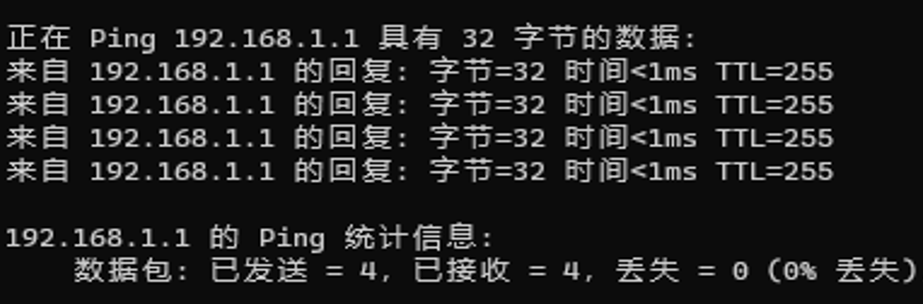 正在 Ping 192.168.1.1 具有 32 字节的数据:
来自 192.168.1.1 的回复: 字节=32 时间<1ms TTL=255
来自 192.168.1.1 的回复: 字节=32 时间<1ms TTL=255
来自 192.168.1.1 的回复: 字节=32 时间<1ms TTL=255
来自 192.168.1.1 的回复: 字节=32 时间<1ms TTL=255
192.168.1.1 的 Ping 统计信息:
数据包: 已发送 = 4, 已接收 = 4, 丢失 = 0 (0% 丢失)